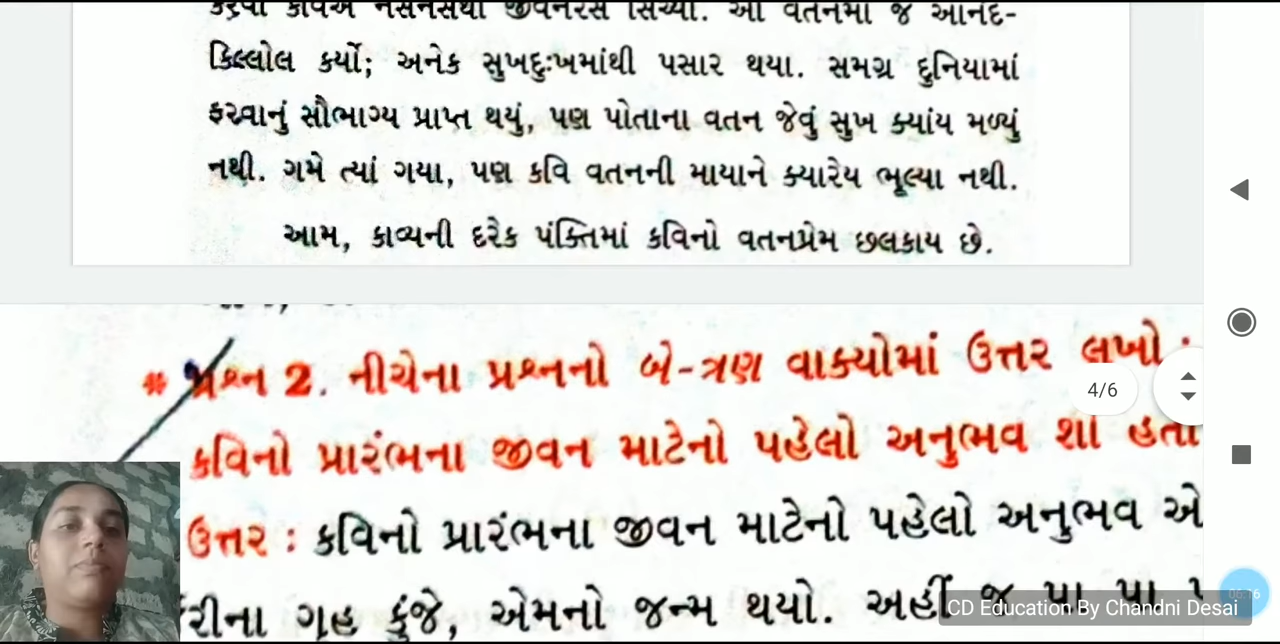 કિલ્લોલ કર્યો; અનેક સુખદુઃખમાંથી પસાર થયા. સમગ્ર દુનિયામાં
ફરવાનું સૌભાગ્ય પ્રાપ્ત થયું, પણ પોતાના વતન જેવું સુખ ક્યાંય મળ્યું
નથી. ગમે ત્યાં ગયા, પણ કવિ વતનની માયાને ક્યારેય ભૂલ્યા નથી.
આમ, કાવ્યની દરેક પંક્તિમાં કવિનો વતનપ્રેમ છલકાય છે.
* પ્રશ્ન 2. નીચેના પ્રશ્નનો બે-ત્રણ વાક્યોમાં ઉત્તર લખો :
4/6
કવિનો પ્રારંભના જીવન માટેનો પહેલો અનુભવ શો હતો
ઉત્તર : કવિનો પ્રારંભના જીવન માટેનો પહેલો અનુભવ એ
ગૃહ કુંજે, એમનો જન્મ થયો. અહીં જ પા પા
CD Education By Chandni Desai
06:16